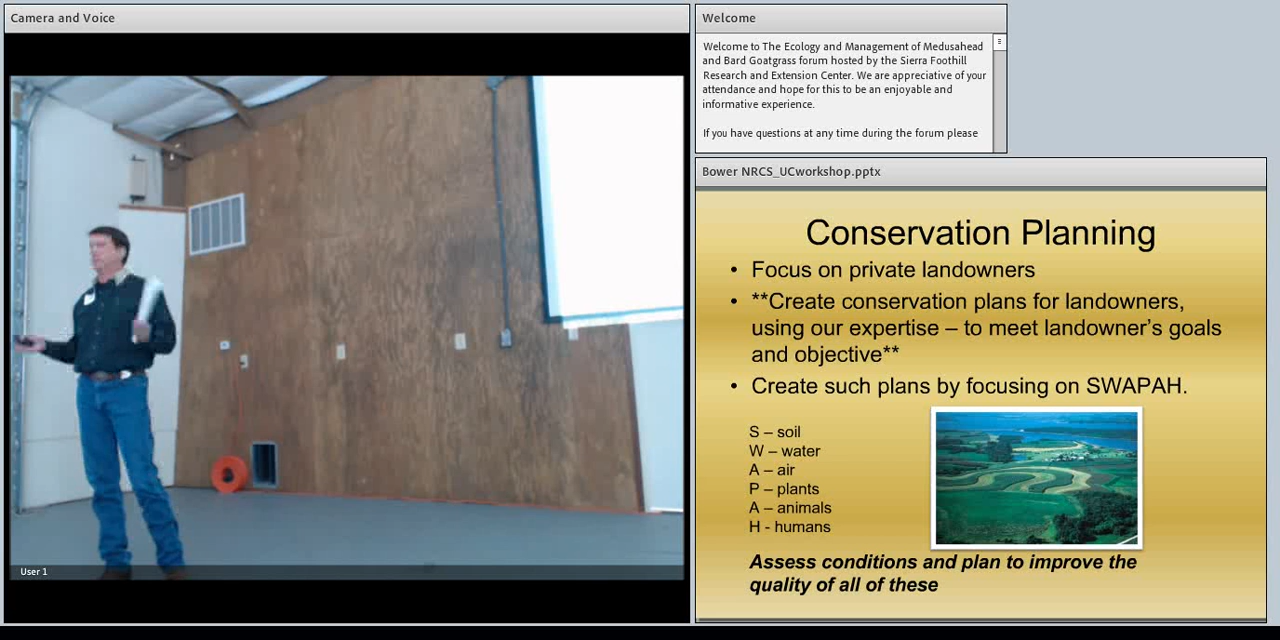 Camera and Voice
User 1
Welcome
Welcome to The Ecology and Management of Medusahead
and Bard Goatgrass forum hosted by the Sierra Foothill
Research and Extension Center. We are appreciative of your
attendance and hope for this to be an enjoyable and
informative experience.
If you have questions at any time during the forum please
Bower NRCS_UCworkshop.pptx
Conservation Planning
• Focus on private landowners
• **Create conservation plans for landowners,
using our expertise – to meet landowner's goals
and objective**
• Create such plans by focusing on SWAPAH.
S – soil
W – water
A – air
P – plants
A – animals
H - humans
Assess conditions and plan to improve the
quality of all of these